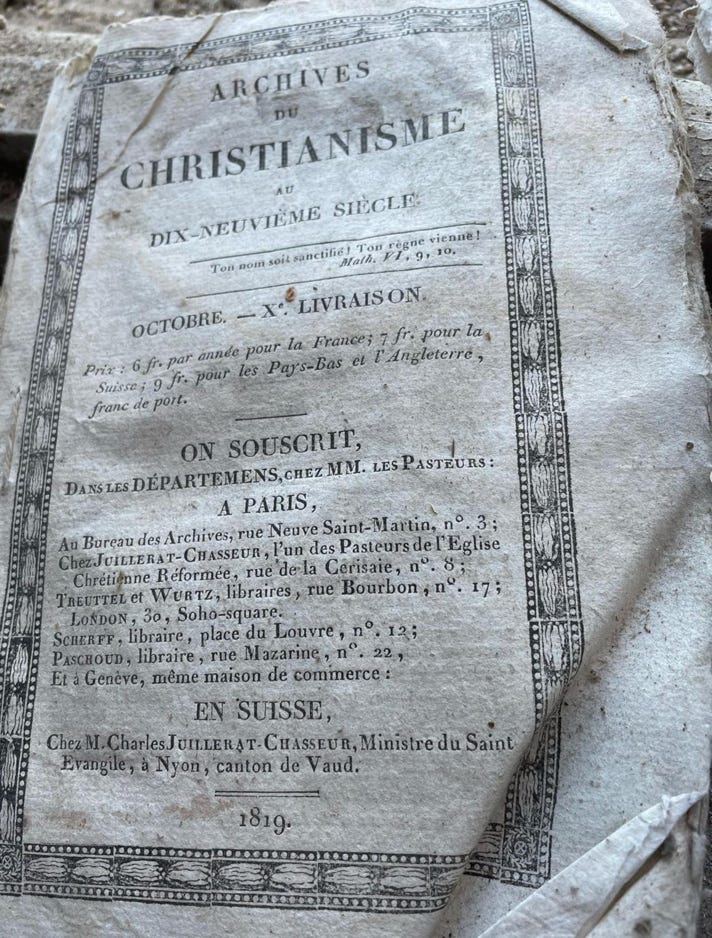 ARCHIVES
DU
CHRISTIANISME
AU
DIX-NEUVIÈME SIÈCLE.
Ton nom soit sanctifié! Ton règne vienne!
Math. VI, 9, 10.
OCTOBRE. — Xe. LIVRAISON.
Prix : 6 fr. par année pour la France; 7 fr. pour la
Suisse; 9 fr. pour les Pays-Bas et l'Angleterre,
franc de port.
ON SOUSCRIT,
DANS LES DÉPARTEMENS, CHEZ MM. LES PASTEURS:
A PARIS,
Au Bureau des Archives, rue Neuve Saint-Martin, n°. 3;
Chez JUILLERAT-CHASSEUR, l'un des Pasteurs de l'Eglise
Chrétienne Réformée, rue de la Cerisaie, n°. 8;
TREUTTEL et WURTZ, libraires, rue Bourbon, n°. 17;
LONDON, 30, Soho-square.
SCHERFF, libraire, place du Louvre, n°. 12;
PASCHOUD, libraire, rue Mazarine, n°. 22,
Et à Genève, même maison de commerce :
EN SUISSE,
Chez M. Charles JUILLERAT-CHASSEUR, Ministre du Saint
Evangile, à Nyon, canton de Vaud.
1819.